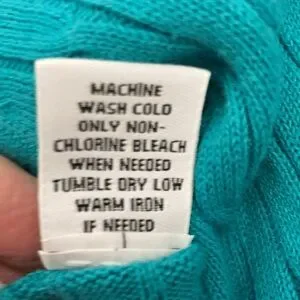 MACHINE
WASH COLD
ONLY NON-
CHLORINE BLEACH
WHEN NEEDED
TUMBLE DRY LOW
WARM IRON
IF NEEDED